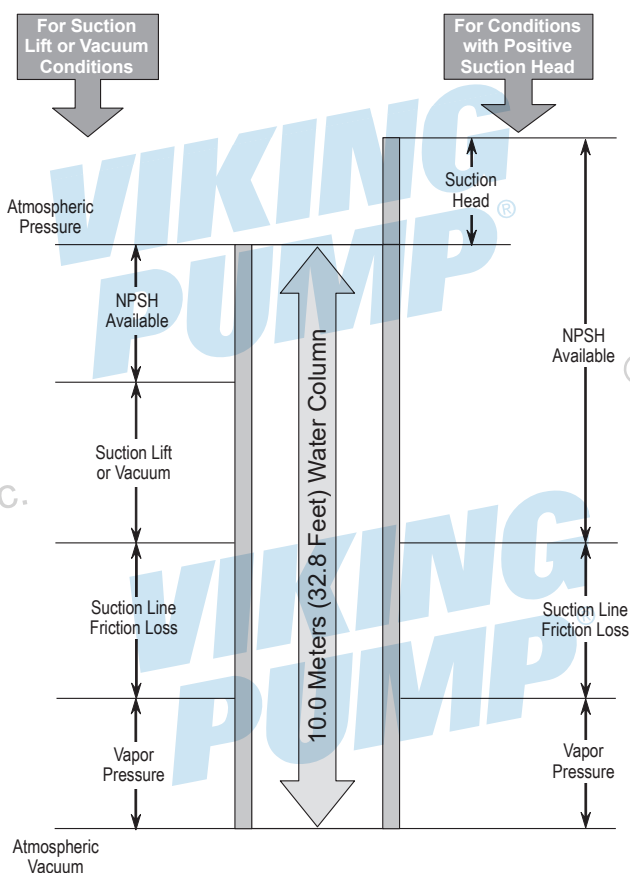 For Suction
Lift or Vacuum
Conditions
For Conditions
with Positive
Suction Head
VIKING
PUMP®
Suction
Head
Atmospheric
Pressure
NPSH
Available
NPSH
Available
10.0 Meters (32.8 Feet) Water Column
Suction Lift
or Vacuum
c.
VIKING
PUMP®
Suction Line
Friction Loss
Suction Line
Friction Loss
Vapor
Pressure
Vapor
Pressure
Atmospheric
Vacuum